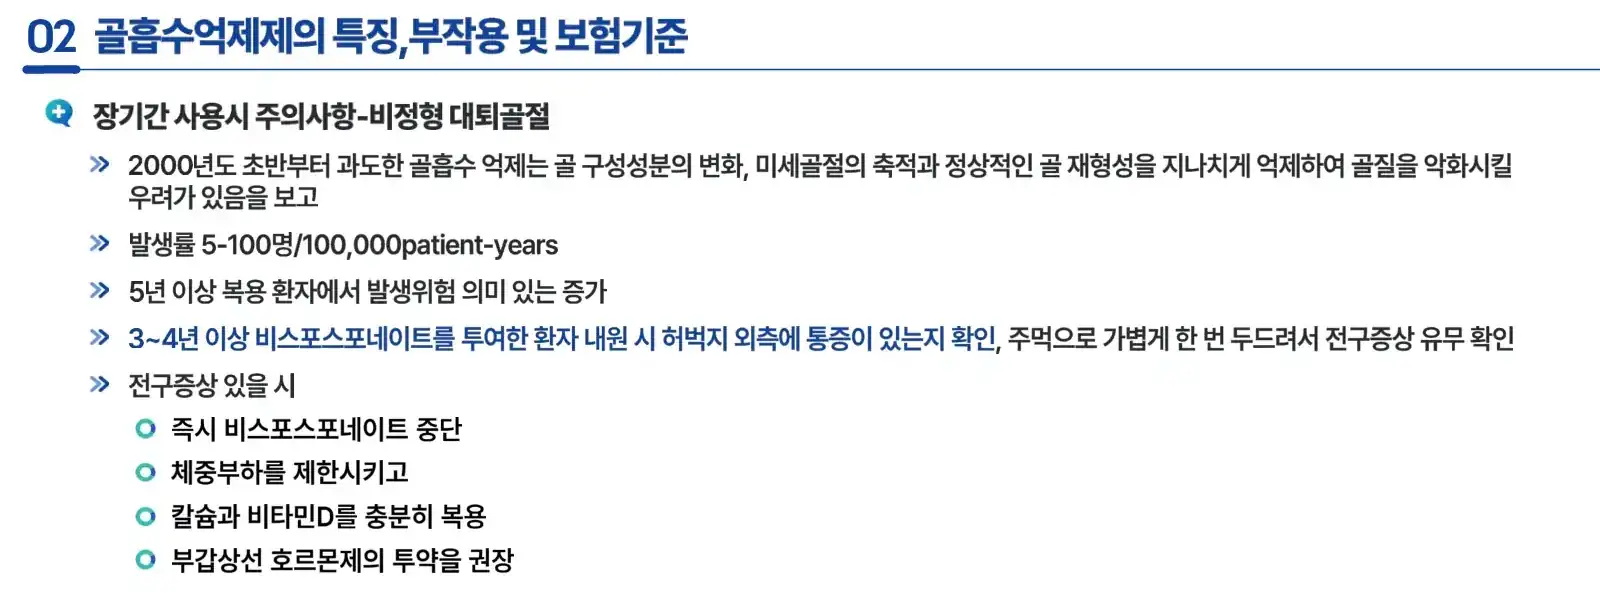 02 골흡수억제제의 특징,부작용 및 보험기준
장기간 사용시 주의사항-비정형 대퇴골절
2000년도 초반부터 과도한 골흡수 억제는 골 구성성분의 변화, 미세골절의 축적과 정상적인 골 재형성을 지나치게 억제하여 골질을 악화시킬
우려가 있음을 보고
발생률 5-100명/100,000patient-years
5년 이상 복용 환자에서 발생위험 의미 있는 증가
3~4년 이상 비스포스포네이트를 투여한 환자 내원 시 허벅지 외측에 통증이 있는지 확인, 주먹으로 가볍게 한 번 두드려서 전구증상 유무 확인
전구증상 있을 시
즉시 비스포스포네이트 중단
체중부하를 제한시키고
칼슘과 비타민D를 충분히 복용
부갑상선 호르몬제의 투약을 권장